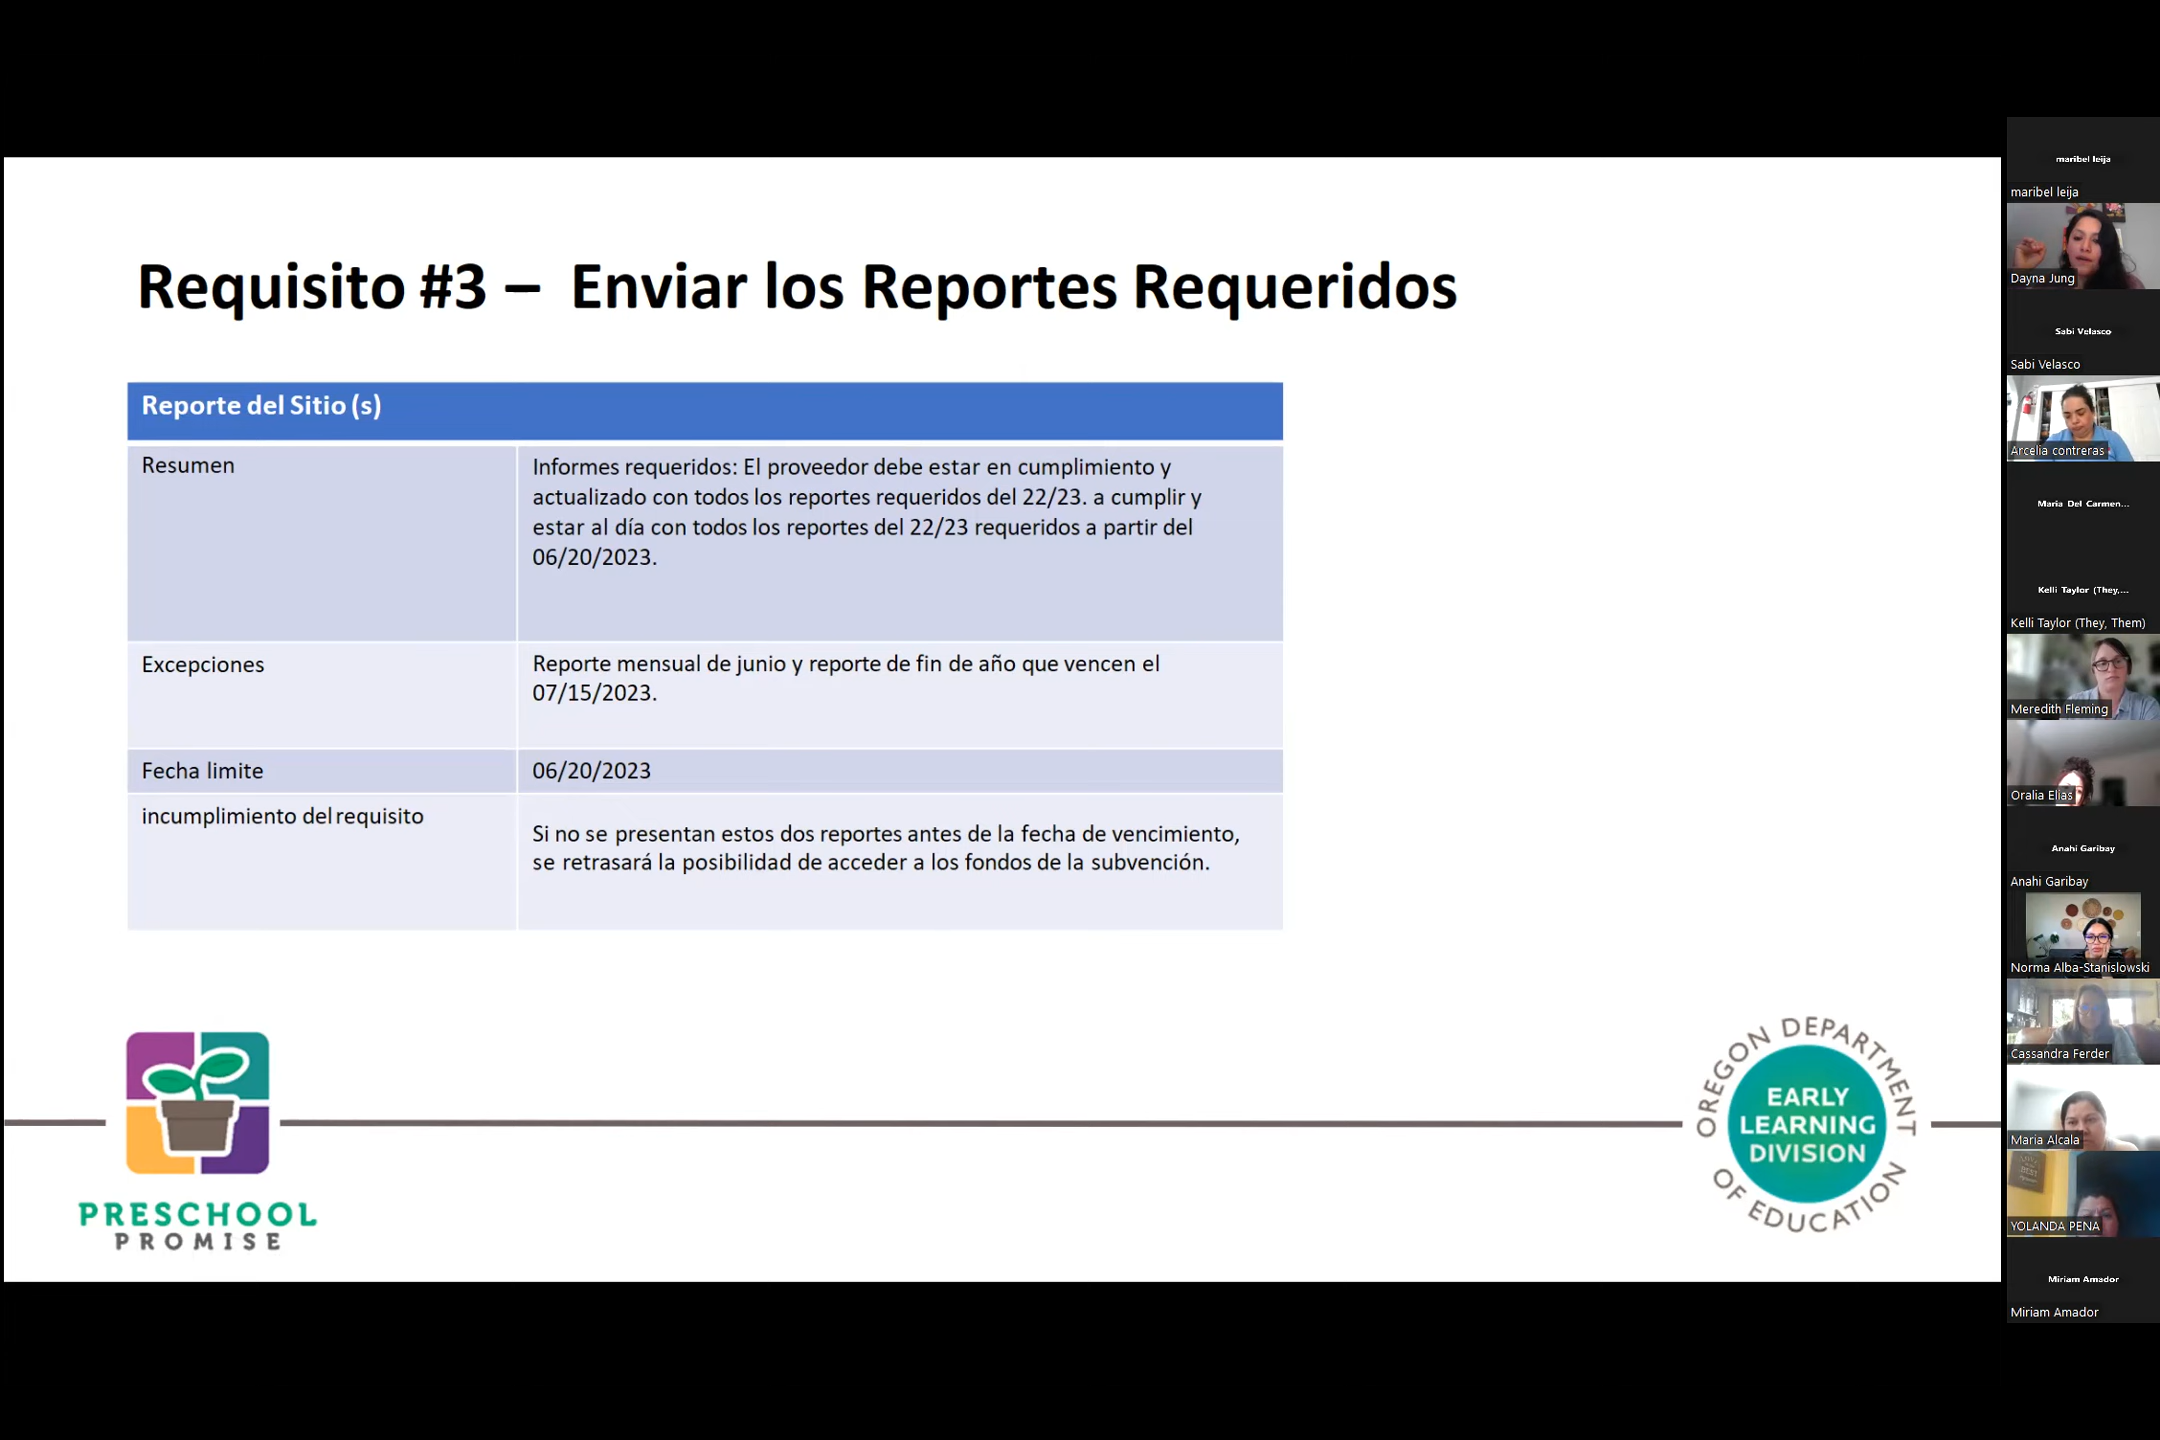 Requisito #3 – Enviar los Reportes Requeridos
Reporte del Sitio (s)
Resumen
Informes requeridos: El proveedor debe estar en cumplimiento y
actualizado con todos los reportes requeridos del 22/23. a cumplir y
estar al día con todos los reportes del 22/23 requeridos a partir del
06/20/2023.
Excepciones
Reporte mensual de junio y reporte de fin de año que vencen el
07/15/2023.
Fecha limite
06/20/2023
incumplimiento del requisito
Si no se presentan estos dos reportes antes de la fecha de vencimiento,
se retrasará la posibilidad de acceder a los fondos de la subvención.
PRESCHOOL
PROMISE
OREGON DEPARTMENT
OF EDUCATION
EARLY
LEARNING
DIVISION
maribel leija
maribel leija
Dayna Jung
Sabi Velasco
Sabi Velasco
Arcelia contreras
Maria Del Carmen...
Kelli Taylor (They,...
Kelli Taylor (They, Them)
Meredith Fleming
Oralia Elias
Anahi Garibay
Anahi Garibay
Norma Alba-Stanislowski
Cassandra Ferder
Maria Alcala
YOLANDA PENA
Miriam Amador
Miriam Amador